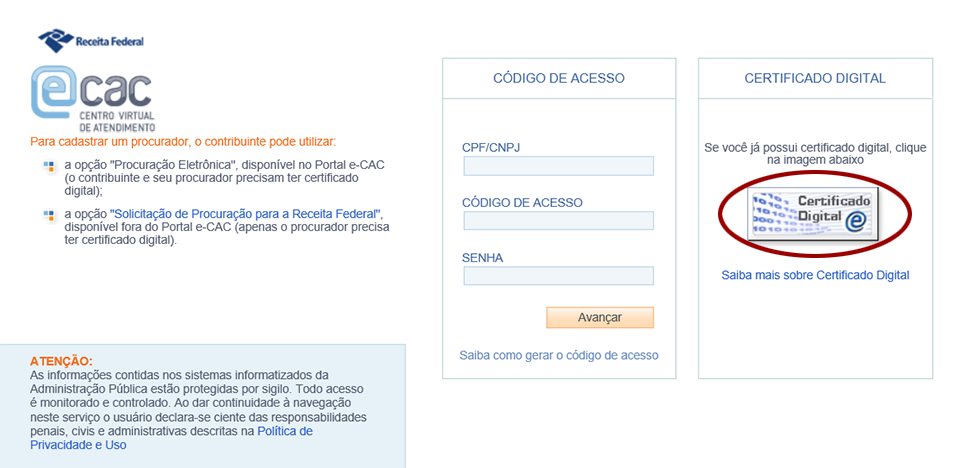 Receita Federal
e cac
CENTRO VIRTUAL
DE ATENDIMENTO
Para cadastrar um procurador, o contribuinte pode utilizar:
a opção "Procuração Eletrônica", disponível no Portal e-CAC
(o contribuinte e seu procurador precisam ter certificado
digital);
a opção "Solicitação de Procuração para a Receita Federal",
disponível fora do Portal e-CAC (apenas o procurador precisa
ter certificado digital).
ATENÇÃO:
As informações contidas nos sistemas informatizados da
Administração Pública estão protegidas por sigilo. Todo acesso
é monitorado e controlado. Ao dar continuidade à navegação
neste serviço o usuário declara-se ciente das responsabilidades
penais, civis e administrativas descritas na Política de
Privacidade e Uso
CÓDIGO DE ACESSO
CPF/CNPJ
CÓDIGO DE ACESSO
SENHA
Avançar
Saiba como gerar o código de acesso
CERTIFICADO DIGITAL
Se você já possui certificado digital, clique
na imagem abaixo
Certificado
Digital e
Saiba mais sobre Certificado Digital